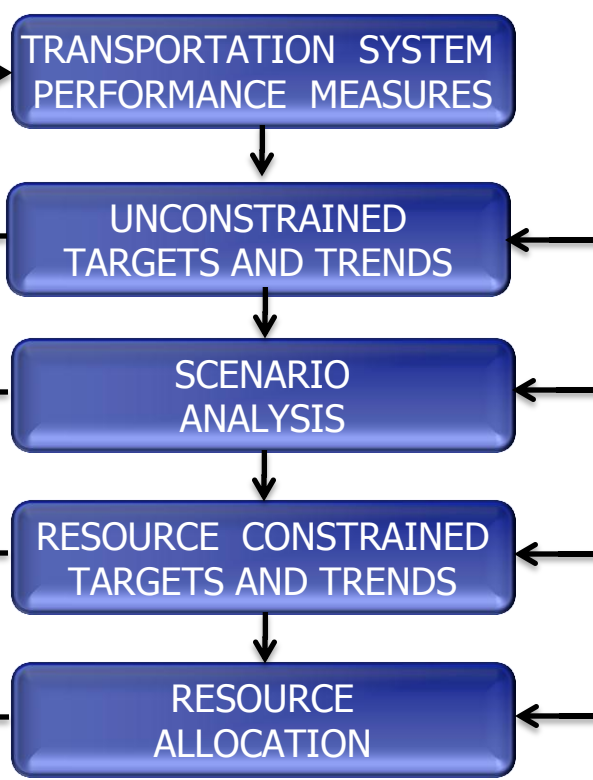 TRANSPORTATION SYSTEM
PERFORMANCE MEASURES
UNCONSTRAINED
TARGETS AND TRENDS
SCENARIO
ANALYSIS
RESOURCE CONSTRAINED
TARGETS AND TRENDS
RESOURCE
ALLOCATION